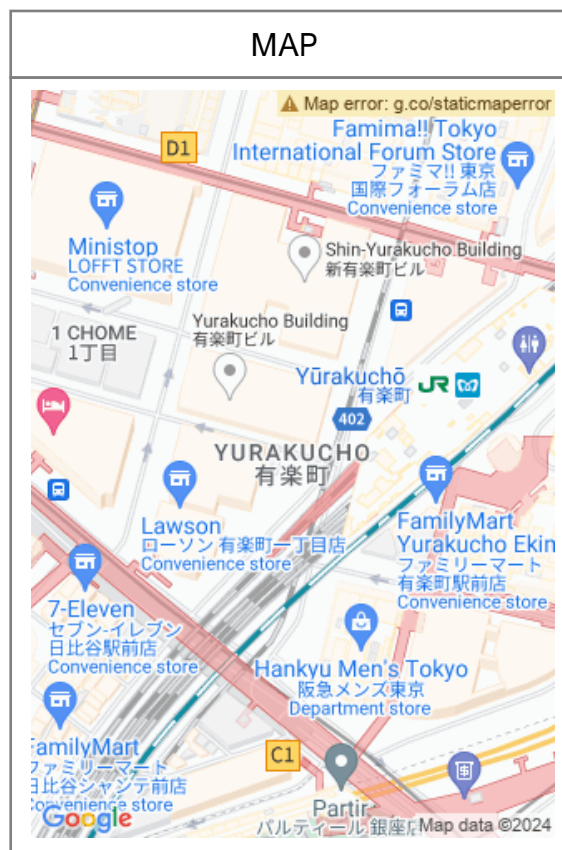 MAP
Map error: g.co/staticmaperror
Famima!! Tokyo
International Forum Store
ファミマ!! 東京
国際フォーラム店
Convenience store
D1
Ministop
LOFFT STORE
Convenience store
Shin-Yurakucho Building
新有楽町ビル
1 CHOME
1丁目
Yurakucho Building
有楽町ビル
Yūrakuchō
有楽町
JR
402
YURAKUCHO
有楽町
Lawson
ローソン 有楽町一丁目店
Convenience store
FamilyMart
Yurakucho Ekin
ファミリーマート
有楽町駅前店
Convenience store
7-Eleven
セブン-イレブン
日比谷駅前店
Convenience store
Hankyu Men's Tokyo
阪急メンズ東京
Department store
FamilyMart
ファミリーマート
日比谷シャンテ前店
Convenience store
C1
Partir
パルティール 銀座店
Google
Map data ©2024